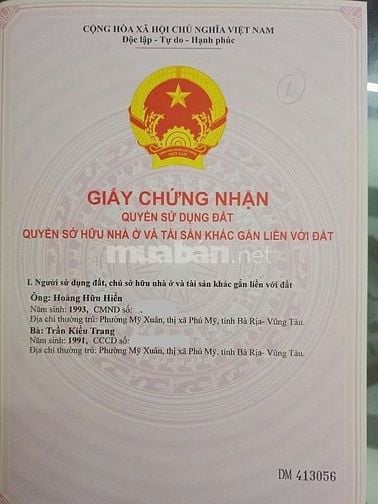 CỘNG HÒA XÃ HỘI CHỦ NGHĨA VIỆT NAM
Độc lập - Tự do - Hạnh phúc
GIẤY CHỨNG NHẬN
QUYỀN SỬ DỤNG ĐẤT
QUYỀN SỞ HỮU NHÀ Ở VÀ TÀI SẢN KHÁC GẮN LIỀN VỚI ĐẤT
muaban.net
I. Người sử dụng đất, chủ sở hữu nhà ở và tài sản khác gắn liền với đất
Ông: Hoàng Hữu Hiển
Năm sinh: 1993, CMND số:
Địa chỉ thường trú: Phường Mỹ Xuân, thị xã Phú Mỹ, tỉnh Bà Rịa- Vũng Tàu.
Bà: Trần Kiều Trang
Năm sinh: 1991, CCCD số:
Địa chỉ thường trú: Phường Mỹ Xuân, thị xã Phú Mỹ, tỉnh Bà Rịa- Vũng Tàu.
DM 413056